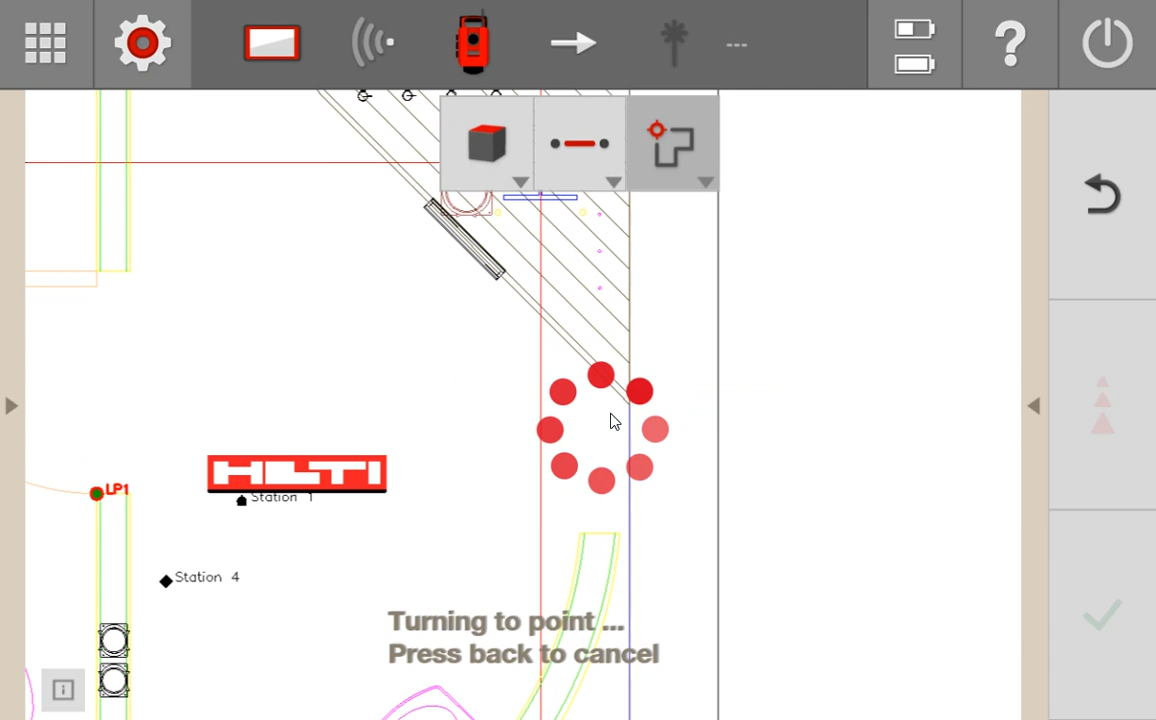 LP1
HILTI
Station 1
Station 4
Turning to point ...
Press back to cancel